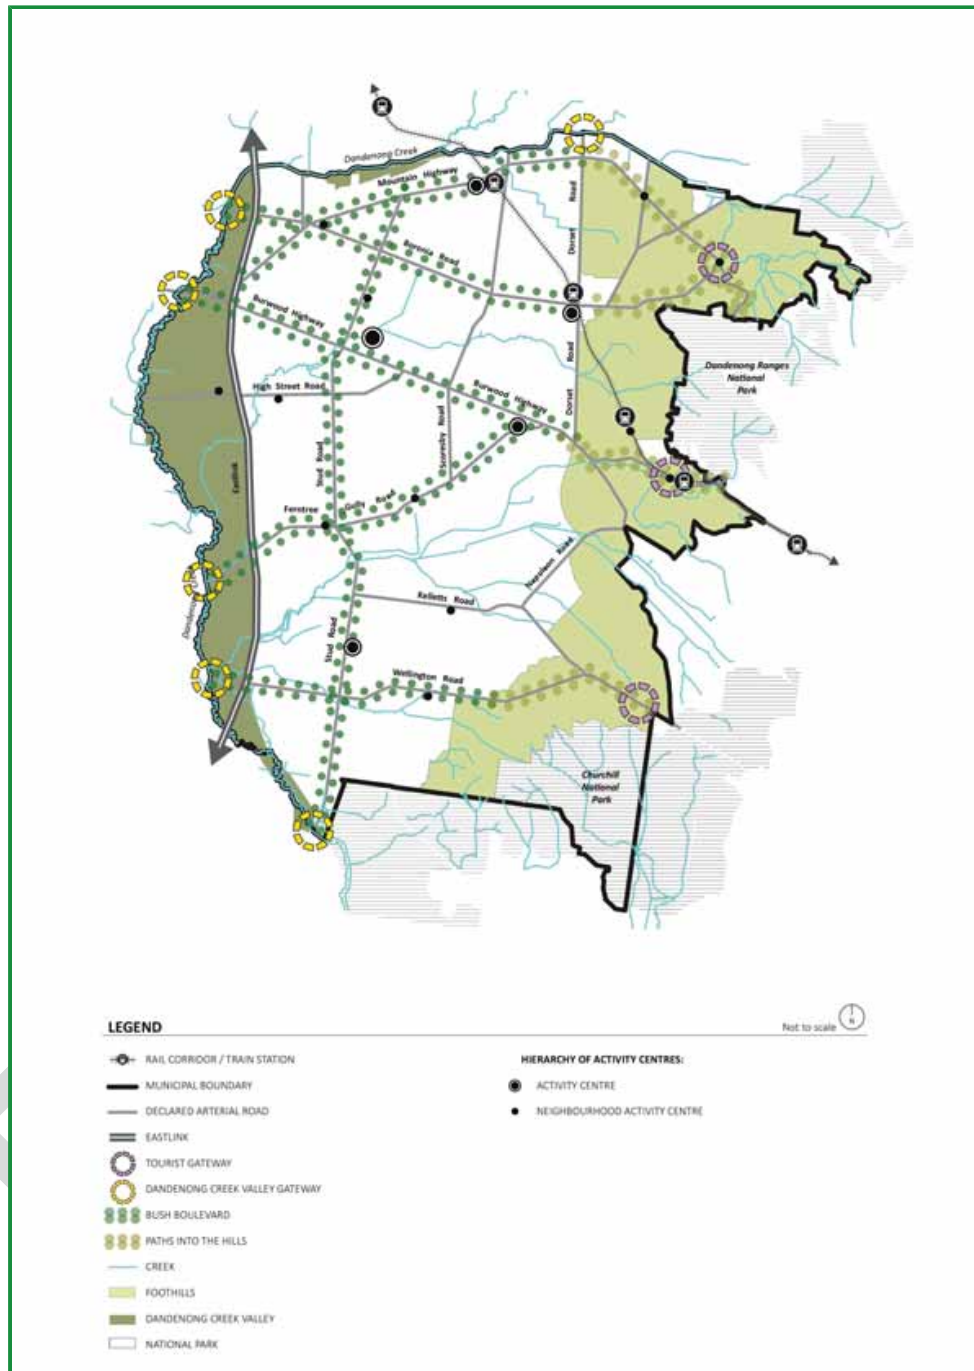 Dandenong Creek
Mountain Highway
Dorset Road
Boronia Road
Burwood Highway
Dorset Road
Dandenong Ranges
National
Park
High Street Road
Burwood Highway
Scoresby Road
Stud Road
Eastlink
Ferntree Gully Road
Napoleon Road
Dandenong
Kelletts Road
Stud Road
Wellington Road
Churchill
National
Park
LEGEND
Not to scale
N
RAIL CORRIDOR / TRAIN STATION
MUNICIPAL BOUNDARY
DECLARED ARTERIAL ROAD
EASTLINK
TOURIST GATEWAY
DANDENONG CREEK VALLEY GATEWAY
BUSH BOULEVARD
PATHS INTO THE HILLS
CREEK
FOOTHILLS
DANDENONG CREEK VALLEY
NATIONAL PARK
HIERARCHY OF ACTIVITY CENTRES:
ACTIVITY CENTRE
NEIGHBOURHOOD ACTIVITY CENTRE